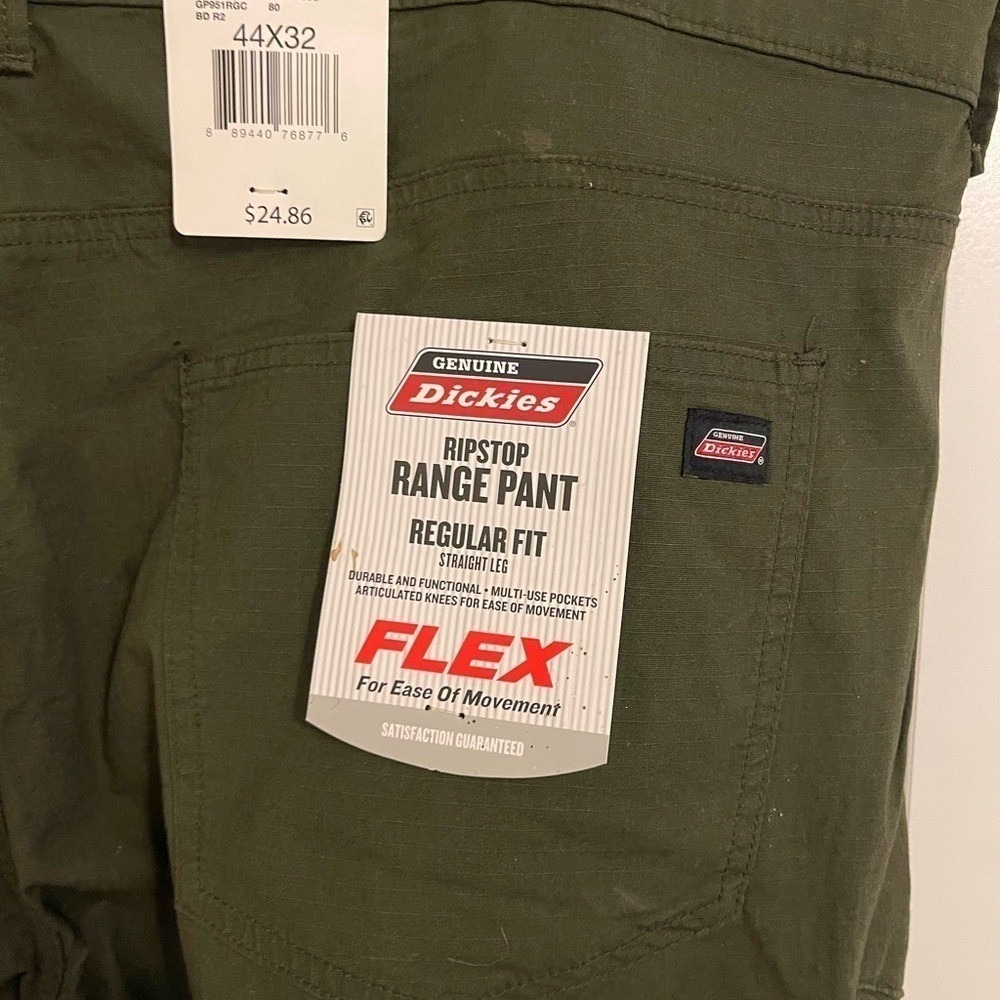 GP951RGC 80
BD R2
44X32
8 89440 76877 6
$24.86
GENUINE
Dickies
®
RIPSTOP
RANGE PANT
REGULAR FIT
STRAIGHT LEG
DURABLE AND FUNCTIONAL • MULTI-USE POCKETS
ARTICULATED KNEES FOR EASE OF MOVEMENT
FLEX
For Ease Of Movement
SATISFACTION GUARANTEED
GENUINE
Dickies
®